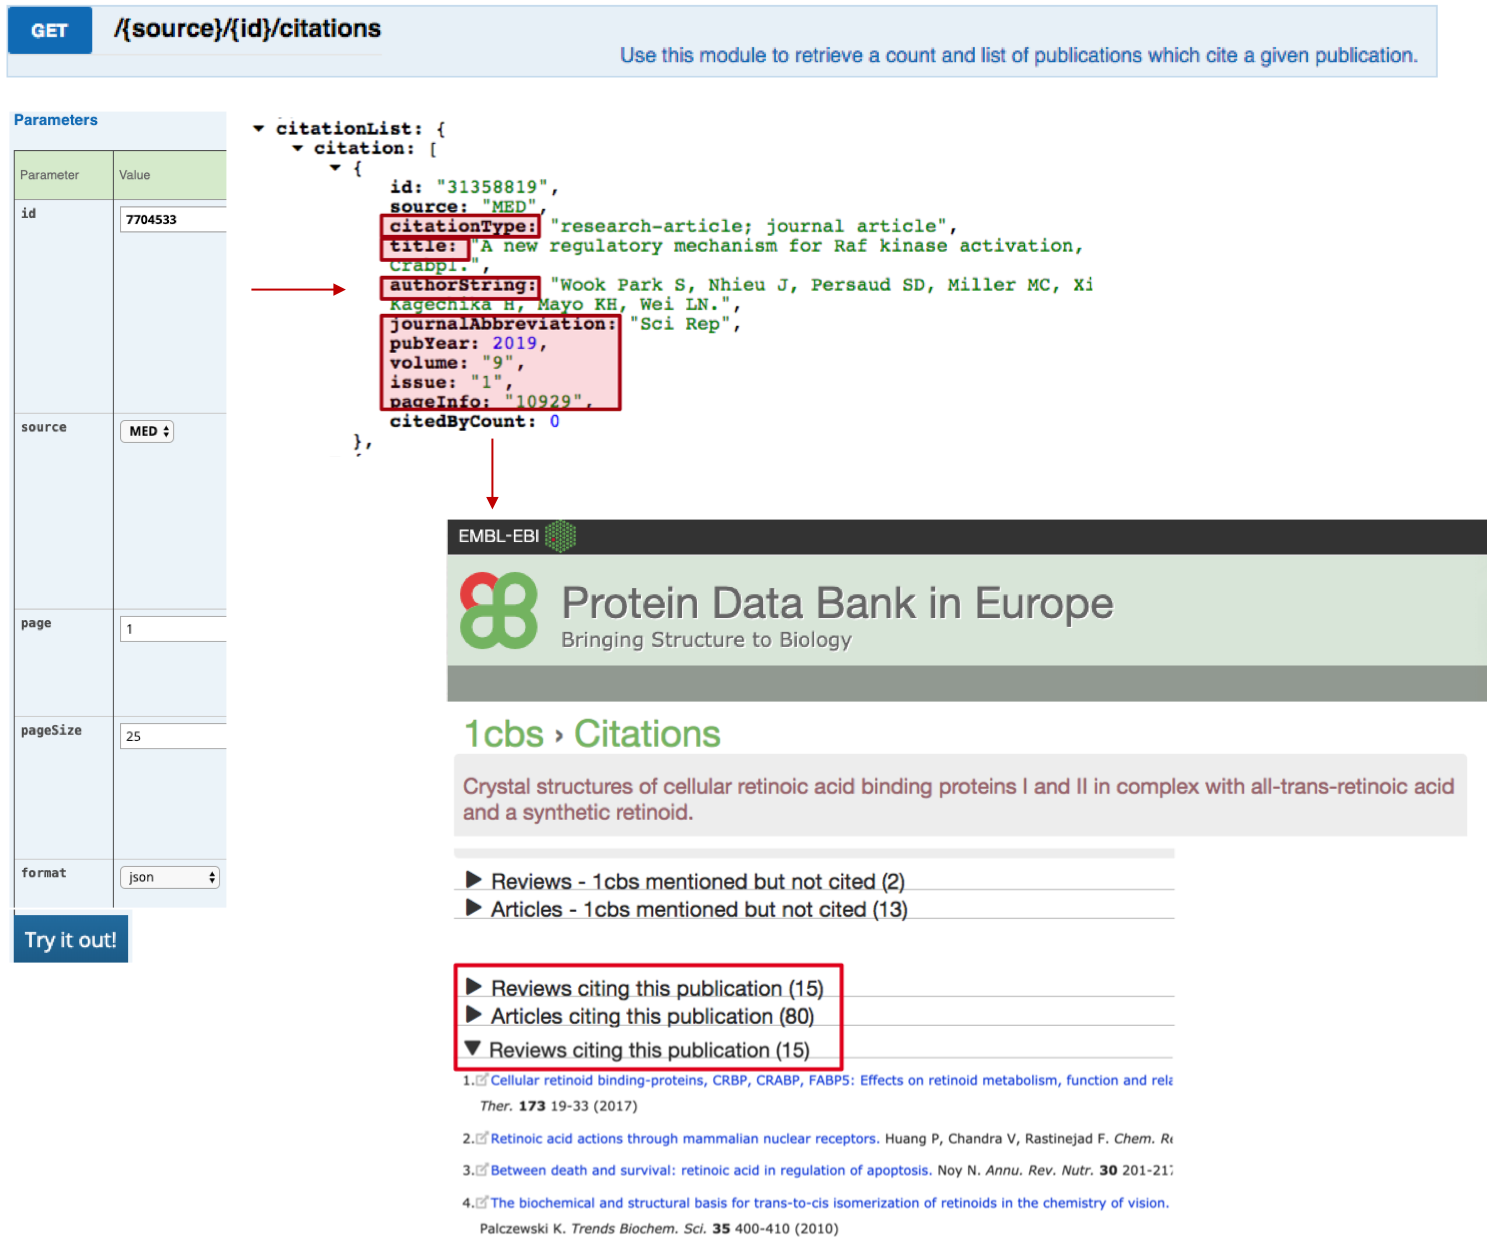 GET /{source}/{id}/citations
Use this module to retrieve a count and list of publications which cite a given publication.
Parameters
Parameter Value
id 7704533
source MED
page 1
pageSize 25
format json
Try it out!
citationList: {
citation: [
{
id: "31358819",
source: "MED",
citationType: "research-article; journal article",
title: "A new regulatory mechanism for Raf kinase activation,
Crabp1.",
authorString: "Wook Park S, Nhieu J, Persaud SD, Miller MC, Xi
Kagechika H, Mayo KH, Wei LN.",
journalAbbreviation: "Sci Rep",
pubYear: 2019,
volume: "9",
issue: "1",
pageInfo: "10929",
citedByCount: 0
},
EMBL-EBI
Protein Data Bank in Europe
Bringing Structure to Biology
1cbs › Citations
Crystal structures of cellular retinoic acid binding proteins I and II in complex with all-trans-retinoic acid
and a synthetic retinoid.
Reviews - 1cbs mentioned but not cited (2)
Articles - 1cbs mentioned but not cited (13)
Reviews citing this publication (15)
Articles citing this publication (80)
Reviews citing this publication (15)
1. Cellular retinoid binding-proteins, CRBP, CRABP, FABP5: Effects on retinoid metabolism, function and rela
Ther. 173 19-33 (2017)
2. Retinoic acid actions through mammalian nuclear receptors. Huang P, Chandra V, Rastinejad F. Chem. Re
3. Between death and survival: retinoic acid in regulation of apoptosis. Noy N. Annu. Rev. Nutr. 30 201-217
4. The biochemical and structural basis for trans-to-cis isomerization of retinoids in the chemistry of vision.
Palczewski K. Trends Biochem. Sci. 35 400-410 (2010)